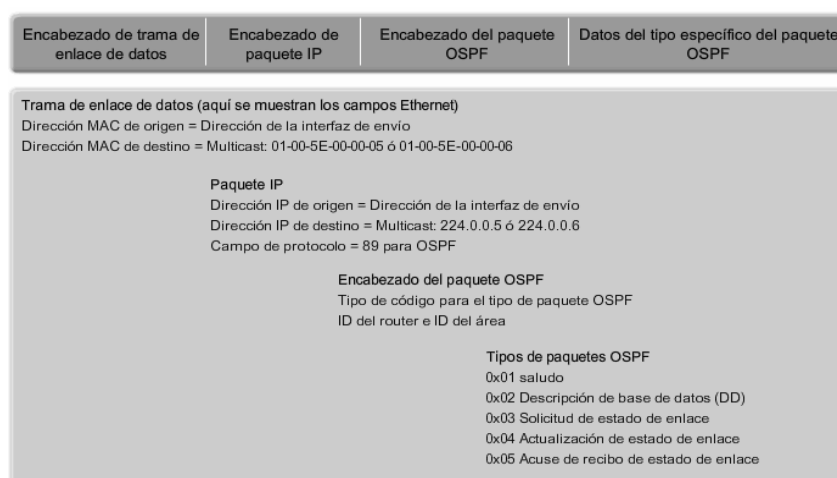 Encabezado de trama de
enlace de datos
Encabezado de
paquete IP
Encabezado del paquete
OSPF
Datos del tipo específico del paquete
OSPF
Trama de enlace de datos (aquí se muestran los campos Ethernet)
Dirección MAC de origen = Dirección de la interfaz de envío
Dirección MAC de destino = Multicast: 01-00-5E-00-00-05 ó 01-00-5E-00-00-06
Paquete IP
Dirección IP de origen = Dirección de la interfaz de envío
Dirección IP de destino = Multicast: 224.0.0.5 ó 224.0.0.6
Campo de protocolo = 89 para OSPF
Encabezado del paquete OSPF
Tipo de código para el tipo de paquete OSPF
ID del router e ID del área
Tipos de paquetes OSPF
0x01 saludo
0x02 Descripción de base de datos (DD)
0x03 Solicitud de estado de enlace
0x04 Actualización de estado de enlace
0x05 Acuse de recibo de estado de enlace